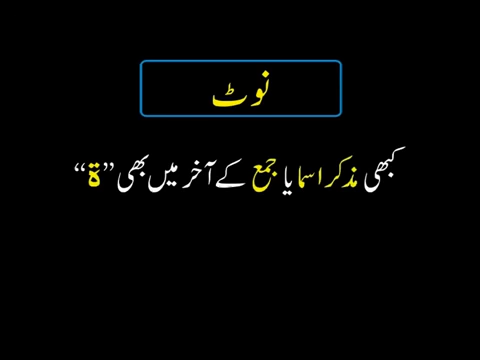 نوٹ
کبھی مذکر اسما یا جمع کے آخر میں بھی ”ۃ“